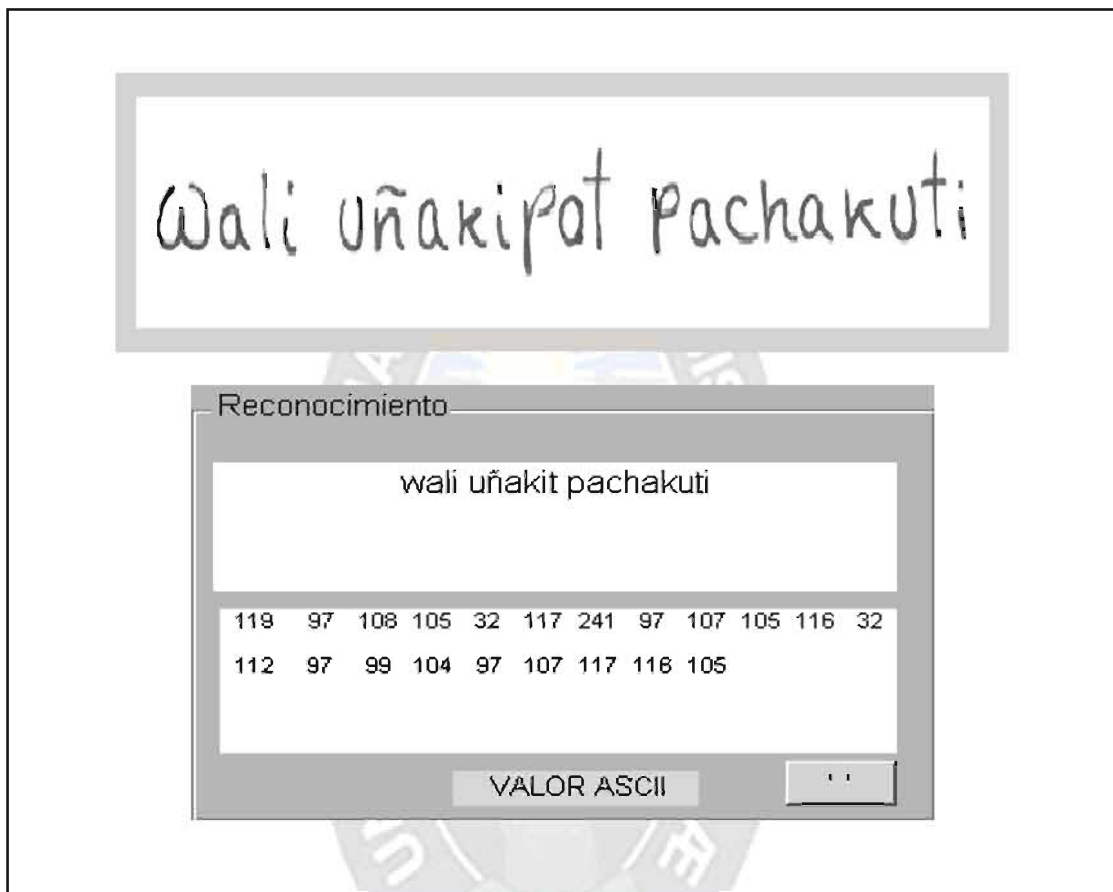 wali uñakipat pachakuti
Reconocimiento
wali uñakit pachakuti
119 97 108 105 32 117 241 97 107 105 116 32
112 97 99 104 97 107 117 116 105
VALOR ASCII
' '